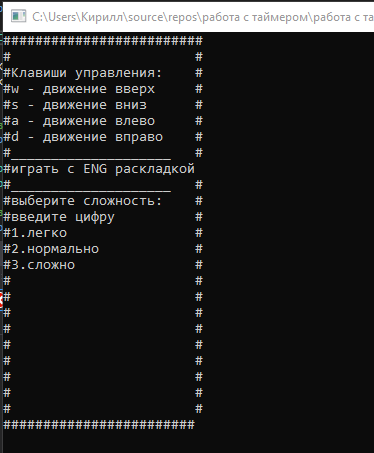 C:\Users\Кирилл\source\repos\работа с таймером\работа с та
#########################
#                       #
#Клавиши управления:    #
#w - движение вверх     #
#s - движение вниз      #
#a - движение влево     #
#d - движение вправо    #
#____________________   #
#играть с ENG раскладкой
#____________________   #
#выберите сложность:    #
#введите цифру          #
#1.легко                #
#2.нормально            #
#3.сложно               #
#                       #
#                       #
#                       #
#                       #
#                       #
#                       #
#                       #
#                       #
#                       #
########################